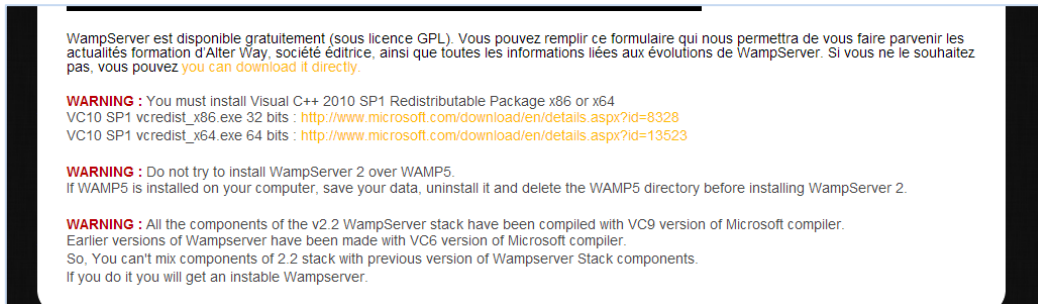 WampServer est disponible gratuitement (sous licence GPL). Vous pouvez remplir ce formulaire qui nous permettra de vous faire parvenir les
actualités formation d'Alter Way, société éditrice, ainsi que toutes les informations liées aux évolutions de WampServer. Si vous ne le souhaitez
pas, vous pouvez you can download it directly.
WARNING : You must install Visual C++ 2010 SP1 Redistributable Package x86 or x64
VC10 SP1 vcredist_x86.exe 32 bits : http://www.microsoft.com/download/en/details.aspx?id=8328
VC10 SP1 vcredist_x64.exe 64 bits : http://www.microsoft.com/download/en/details.aspx?id=13523
WARNING : Do not try to install WampServer 2 over WAMP5.
If WAMP5 is installed on your computer, save your data, uninstall it and delete the WAMP5 directory before installing WampServer 2.
WARNING : All the components of the v2.2 WampServer stack have been compiled with VC9 version of Microsoft compiler.
Earlier versions of Wampserver have been made with VC6 version of Microsoft compiler.
So, You can't mix components of 2.2 stack with previous version of Wampserver Stack components.
If you do it you will get an instable Wampserver.